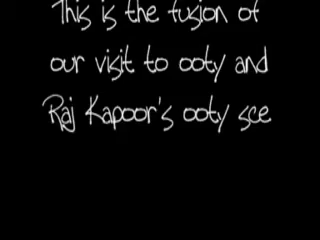 This is the fusion of
our visit to ooty and
Raj Kapoor's ooty sce